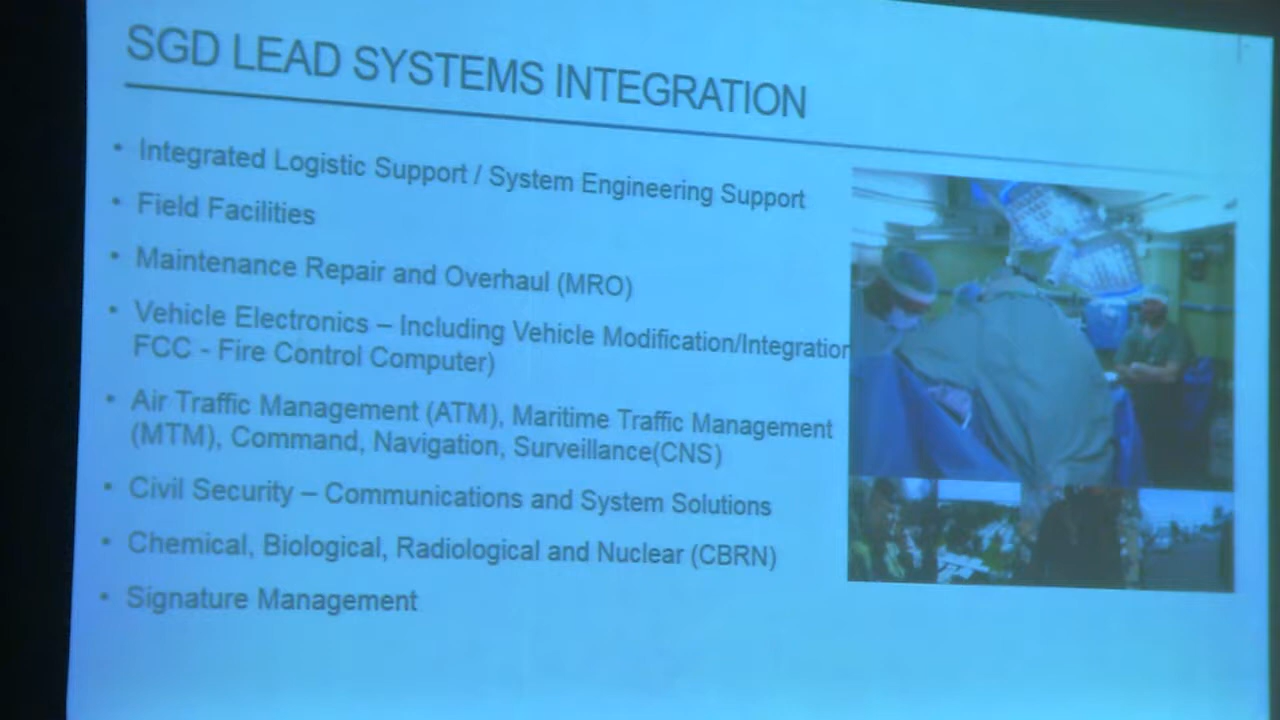 SGD LEAD SYSTEMS INTEGRATION
• Integrated Logistic Support / System Engineering Support
• Field Facilities
• Maintenance Repair and Overhaul (MRO)
• Vehicle Electronics – Including Vehicle Modification/Integration
FCC - Fire Control Computer)
• Air Traffic Management (ATM), Maritime Traffic Management
(MTM), Command, Navigation, Surveillance(CNS)
• Civil Security – Communications and System Solutions
• Chemical, Biological, Radiological and Nuclear (CBRN)
• Signature Management